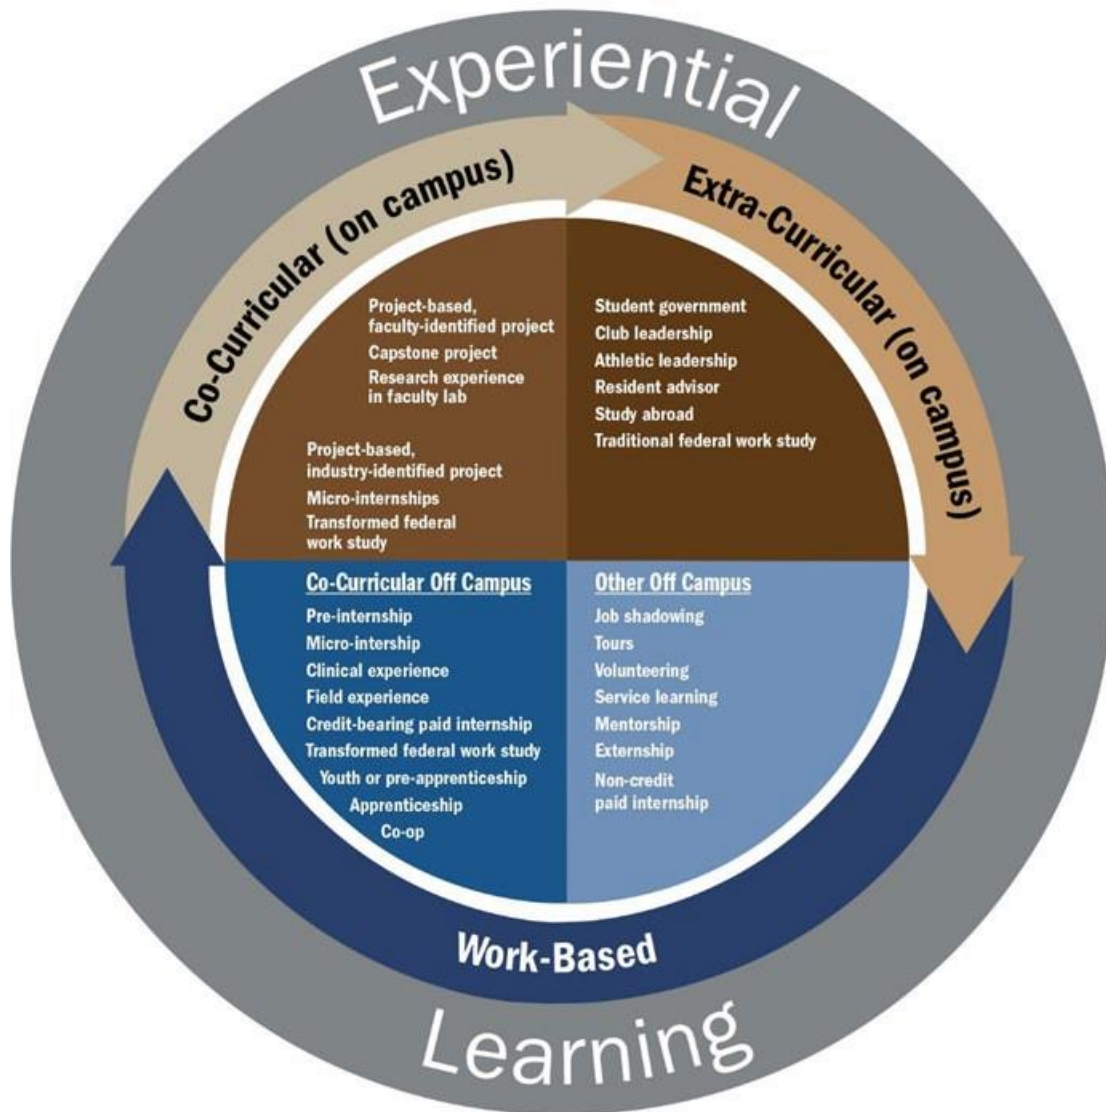 Experiential
Co-Curricular (on campus)
Extra-Curricular (on campus)
Project-based,
faculty-identified project
Capstone project
Research experience
in faculty lab
Project-based,
industry-identified project
Micro-internships
Transformed federal
work study
Student government
Club leadership
Athletic leadership
Resident advisor
Study abroad
Traditional federal work study
Co-Curricular Off Campus
Pre-internship
Micro-intership
Clinical experience
Field experience
Credit-bearing paid internship
Transformed federal work study
Youth or pre-apprenticeship
Apprenticeship
Co-op
Other Off Campus
Job shadowing
Tours
Volunteering
Service learning
Mentorship
Externship
Non-credit
paid internship
Work-Based
Learning